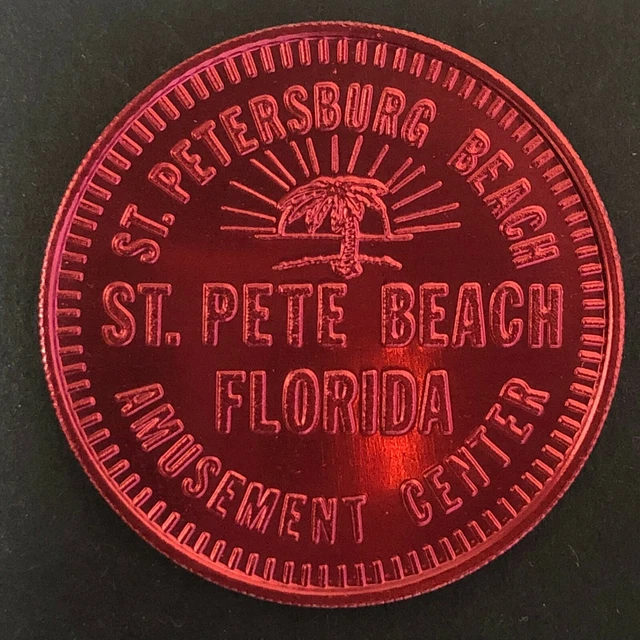 ST. PETERSBURG BEACH
ST. PETE BEACH
FLORIDA
AMUSEMENT CENTER